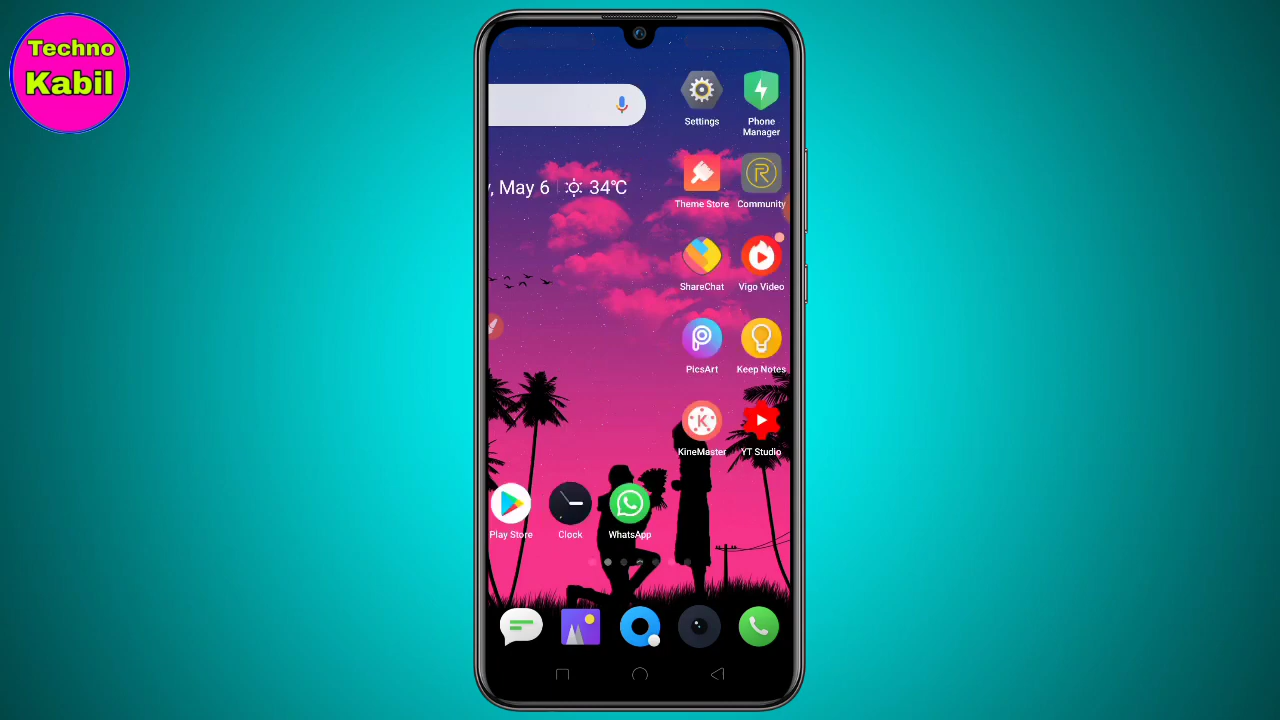 Techno
Kabil
Settings
Phone
Manager
, May 6
34°C
Theme Store
Community
ShareChat
Vigo Video
PicsArt
Keep Notes
KineMaster
YT Studio
Play Store
Clock
WhatsApp